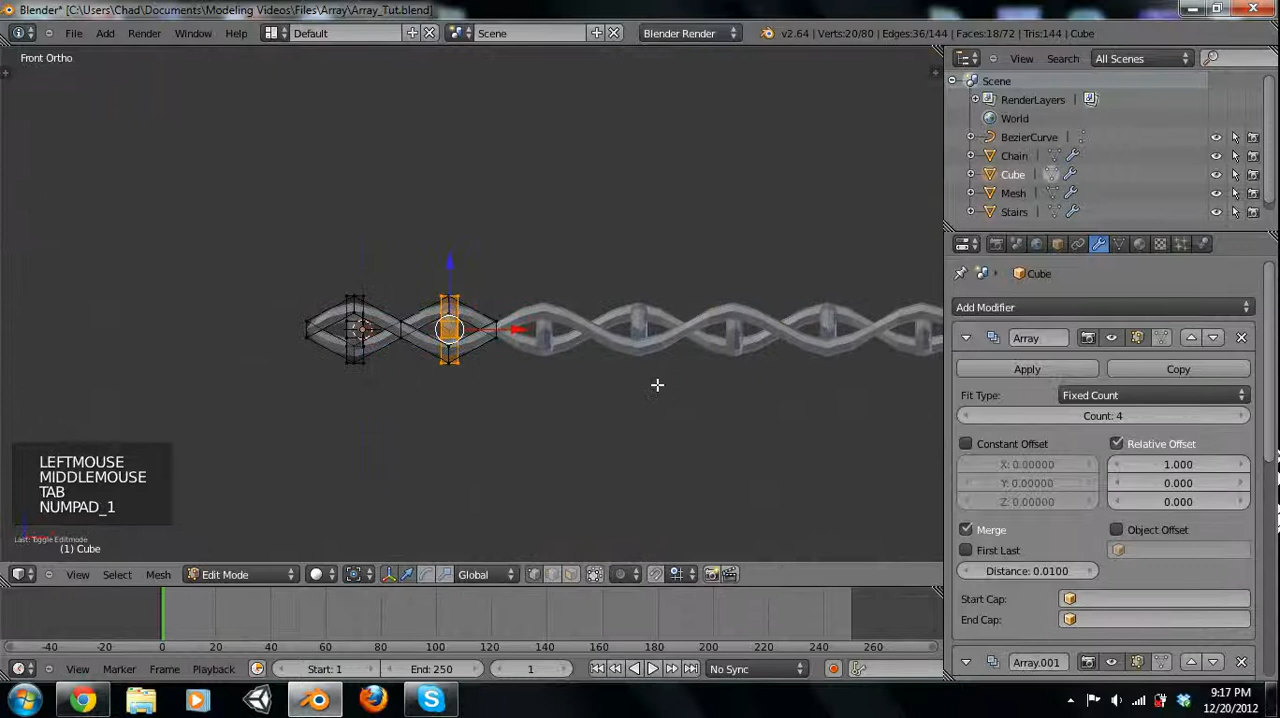 Blender* [C:\Users\Chad\Documents\Modeling Videos\Files\Array\Array_Tut.blend]
File Add Render Window Help Default Scene Blender Render v2.64 | Verts:20/80 | Edges:36/144 | Faces:18/72 | Tris:144 | Cube
Front Ortho
View Search All Scenes
Scene
RenderLayers
World
BezierCurve
Chain
Cube
Mesh
Stairs
Cube
Add Modifier
Array
Apply Copy
Fit Type: Fixed Count
Count: 4
Constant Offset Relative Offset
X: 0.00000 1.000
Y: 0.00000 0.000
Z: 0.00000 0.000
Merge Object Offset
First Last
Distance: 0.0100
Start Cap:
End Cap:
Array.001
LEFTMOUSE
MIDDLEMOUSE
TAB
NUMPAD_1
Last: Toggle Editmode
(1) Cube
View Select Mesh Edit Mode Global
-40 -20 0 20 40 60 80 100 120 140 160 180 200 220 240 260
View Marker Frame Playback Start: 1 End: 250 1 No Sync
9:17 PM
12/20/2012